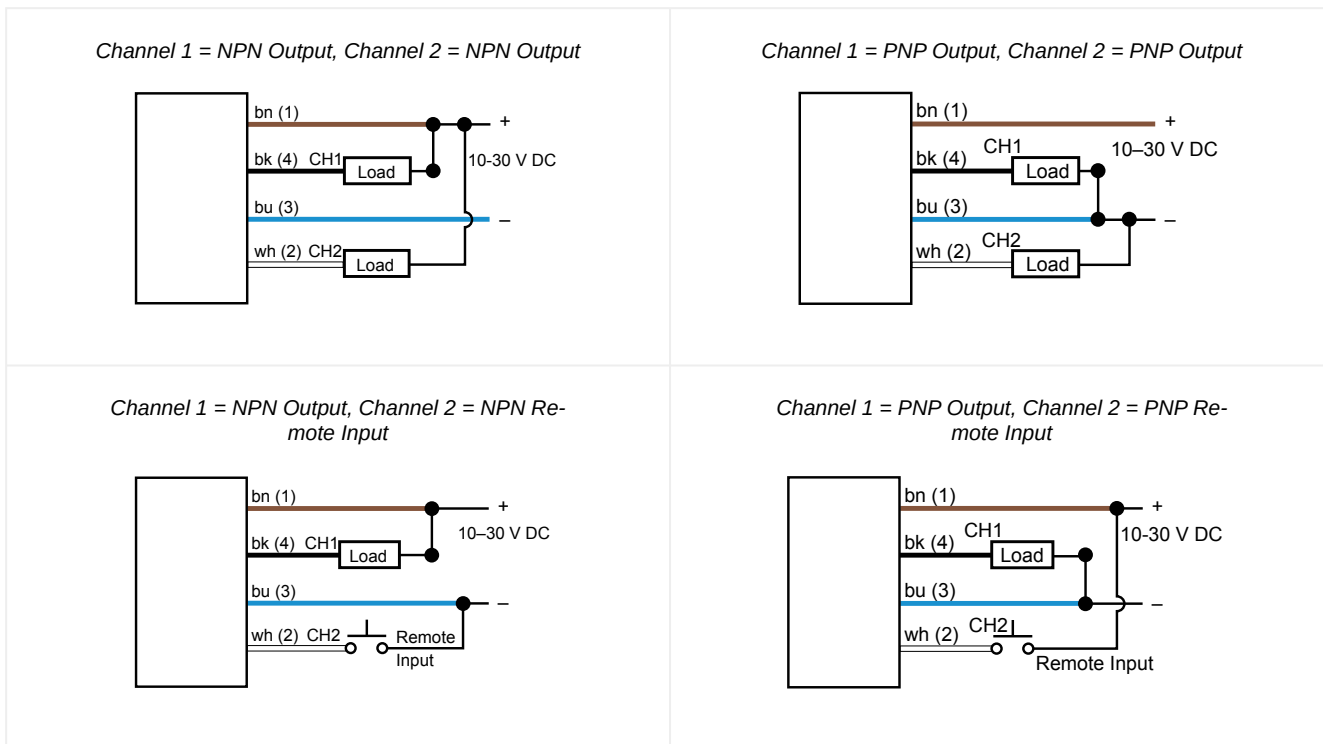 Channel 1 = NPN Output, Channel 2 = NPN Output
bn (1)
+
bk (4) CH1
Load
10-30 V DC
bu (3)
–
wh (2) CH2
Load
Channel 1 = PNP Output, Channel 2 = PNP Output
bn (1)
+
CH1
10–30 V DC
bk (4)
Load
bu (3)
–
CH2
wh (2)
Load
Channel 1 = NPN Output, Channel 2 = NPN Re-
mote Input
bn (1)
+
10–30 V DC
bk (4) CH1
Load
bu (3)
–
wh (2) CH2
Remote
Input
Channel 1 = PNP Output, Channel 2 = PNP Re-
mote Input
bn (1)
+
CH1
10-30 V DC
bk (4)
Load
bu (3)
–
CH2
wh (2)
Remote Input